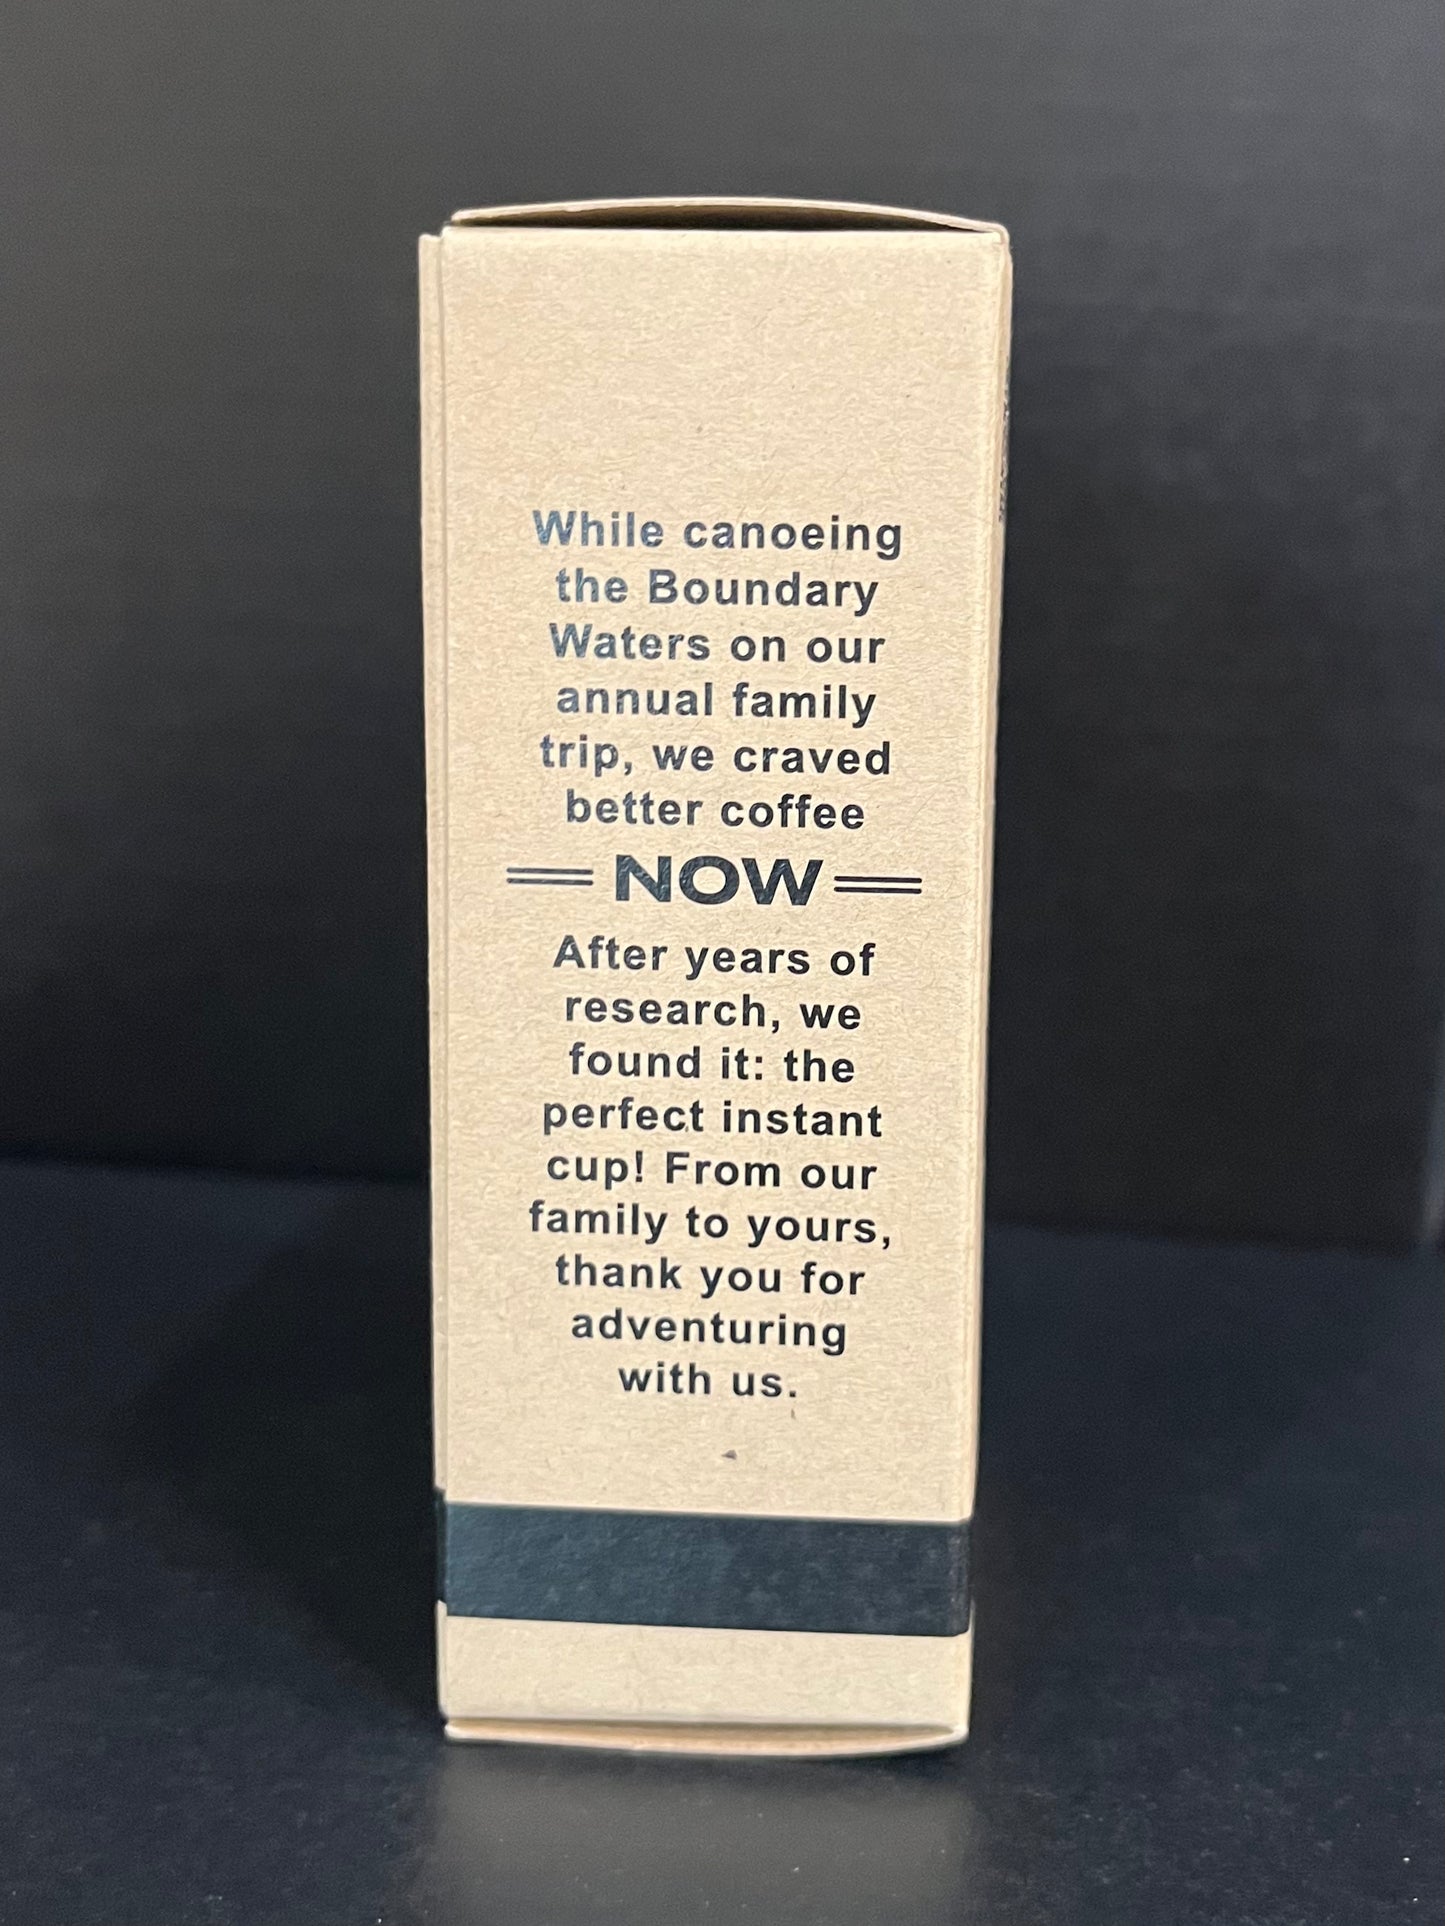 While canoeing
the Boundary
Waters on our
annual family
trip, we craved
better coffee
NOW
After years of
research, we
found it: the
perfect instant
cup! From our
family to yours,
thank you for
adventuring
with us.